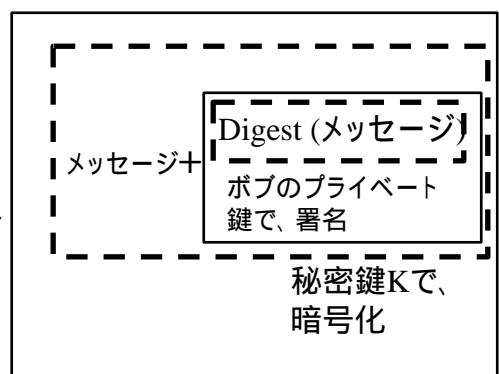 Digest (メッセージ)
メッセージ+
ボブのプライベート
鍵で、署名
秘密鍵Kで、
暗号化